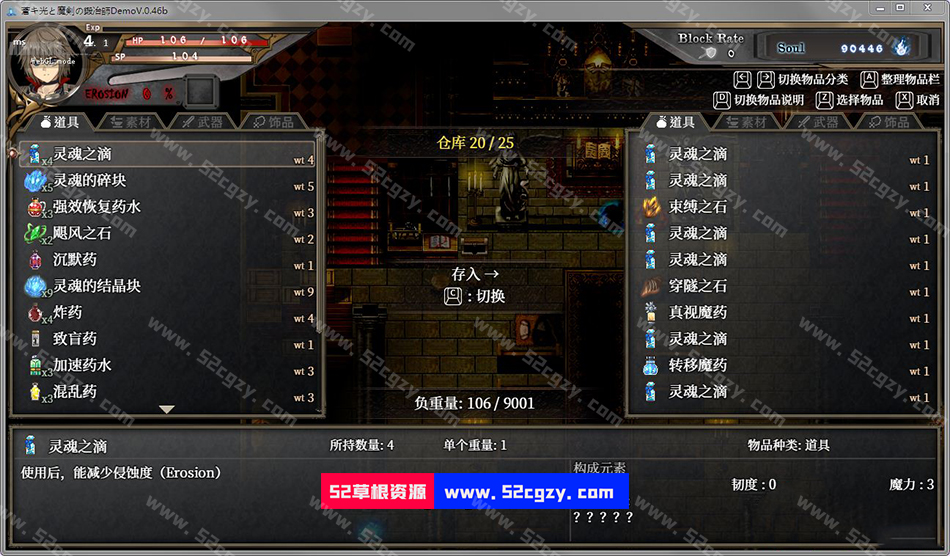 蒼キ光と魔剣の鍛冶師DemoV.0.46b
Exp
4. 1 HP 106 / 106
SP 104
ms
WebGL mode
EROSION 0 %
Block Rate
0
Soul 90446
切换物品分类 A 整理物品栏
D 切换物品说明 Z 选择物品 X 取消
道具 素材 武器 饰品
x4 灵魂之滴 wt 4
x5 灵魂的碎块 wt 5
x3 强效恢复药水 wt 3
x2 飓风之石 wt 2
沉默药 wt 1
x9 灵魂的结晶块 wt 9
x4 炸药 wt 4
致盲药 wt 1
x3 加速药水 wt 3
x3 混乱药 wt 3
仓库 20 / 25
存入 →
C : 切换
负重量: 106 / 9001
道具 素材 武器 饰品
灵魂之滴 wt 1
灵魂之滴 wt 1
束缚之石 wt 1
灵魂之滴 wt 1
灵魂之滴 wt 1
穿隧之石 wt 1
真视魔药 wt 1
灵魂之滴 wt 1
转移魔药 wt 1
灵魂之滴 wt 1
灵魂之滴 所持数量: 4 单个重量: 1 物品种类: 道具
使用后，能减少侵蚀度（Erosion）
构成元素
韧度 : 0 魔力 : 3
? ? ? ? ?
52草根资源 www.52cgzy.com
www.52cgzy.com